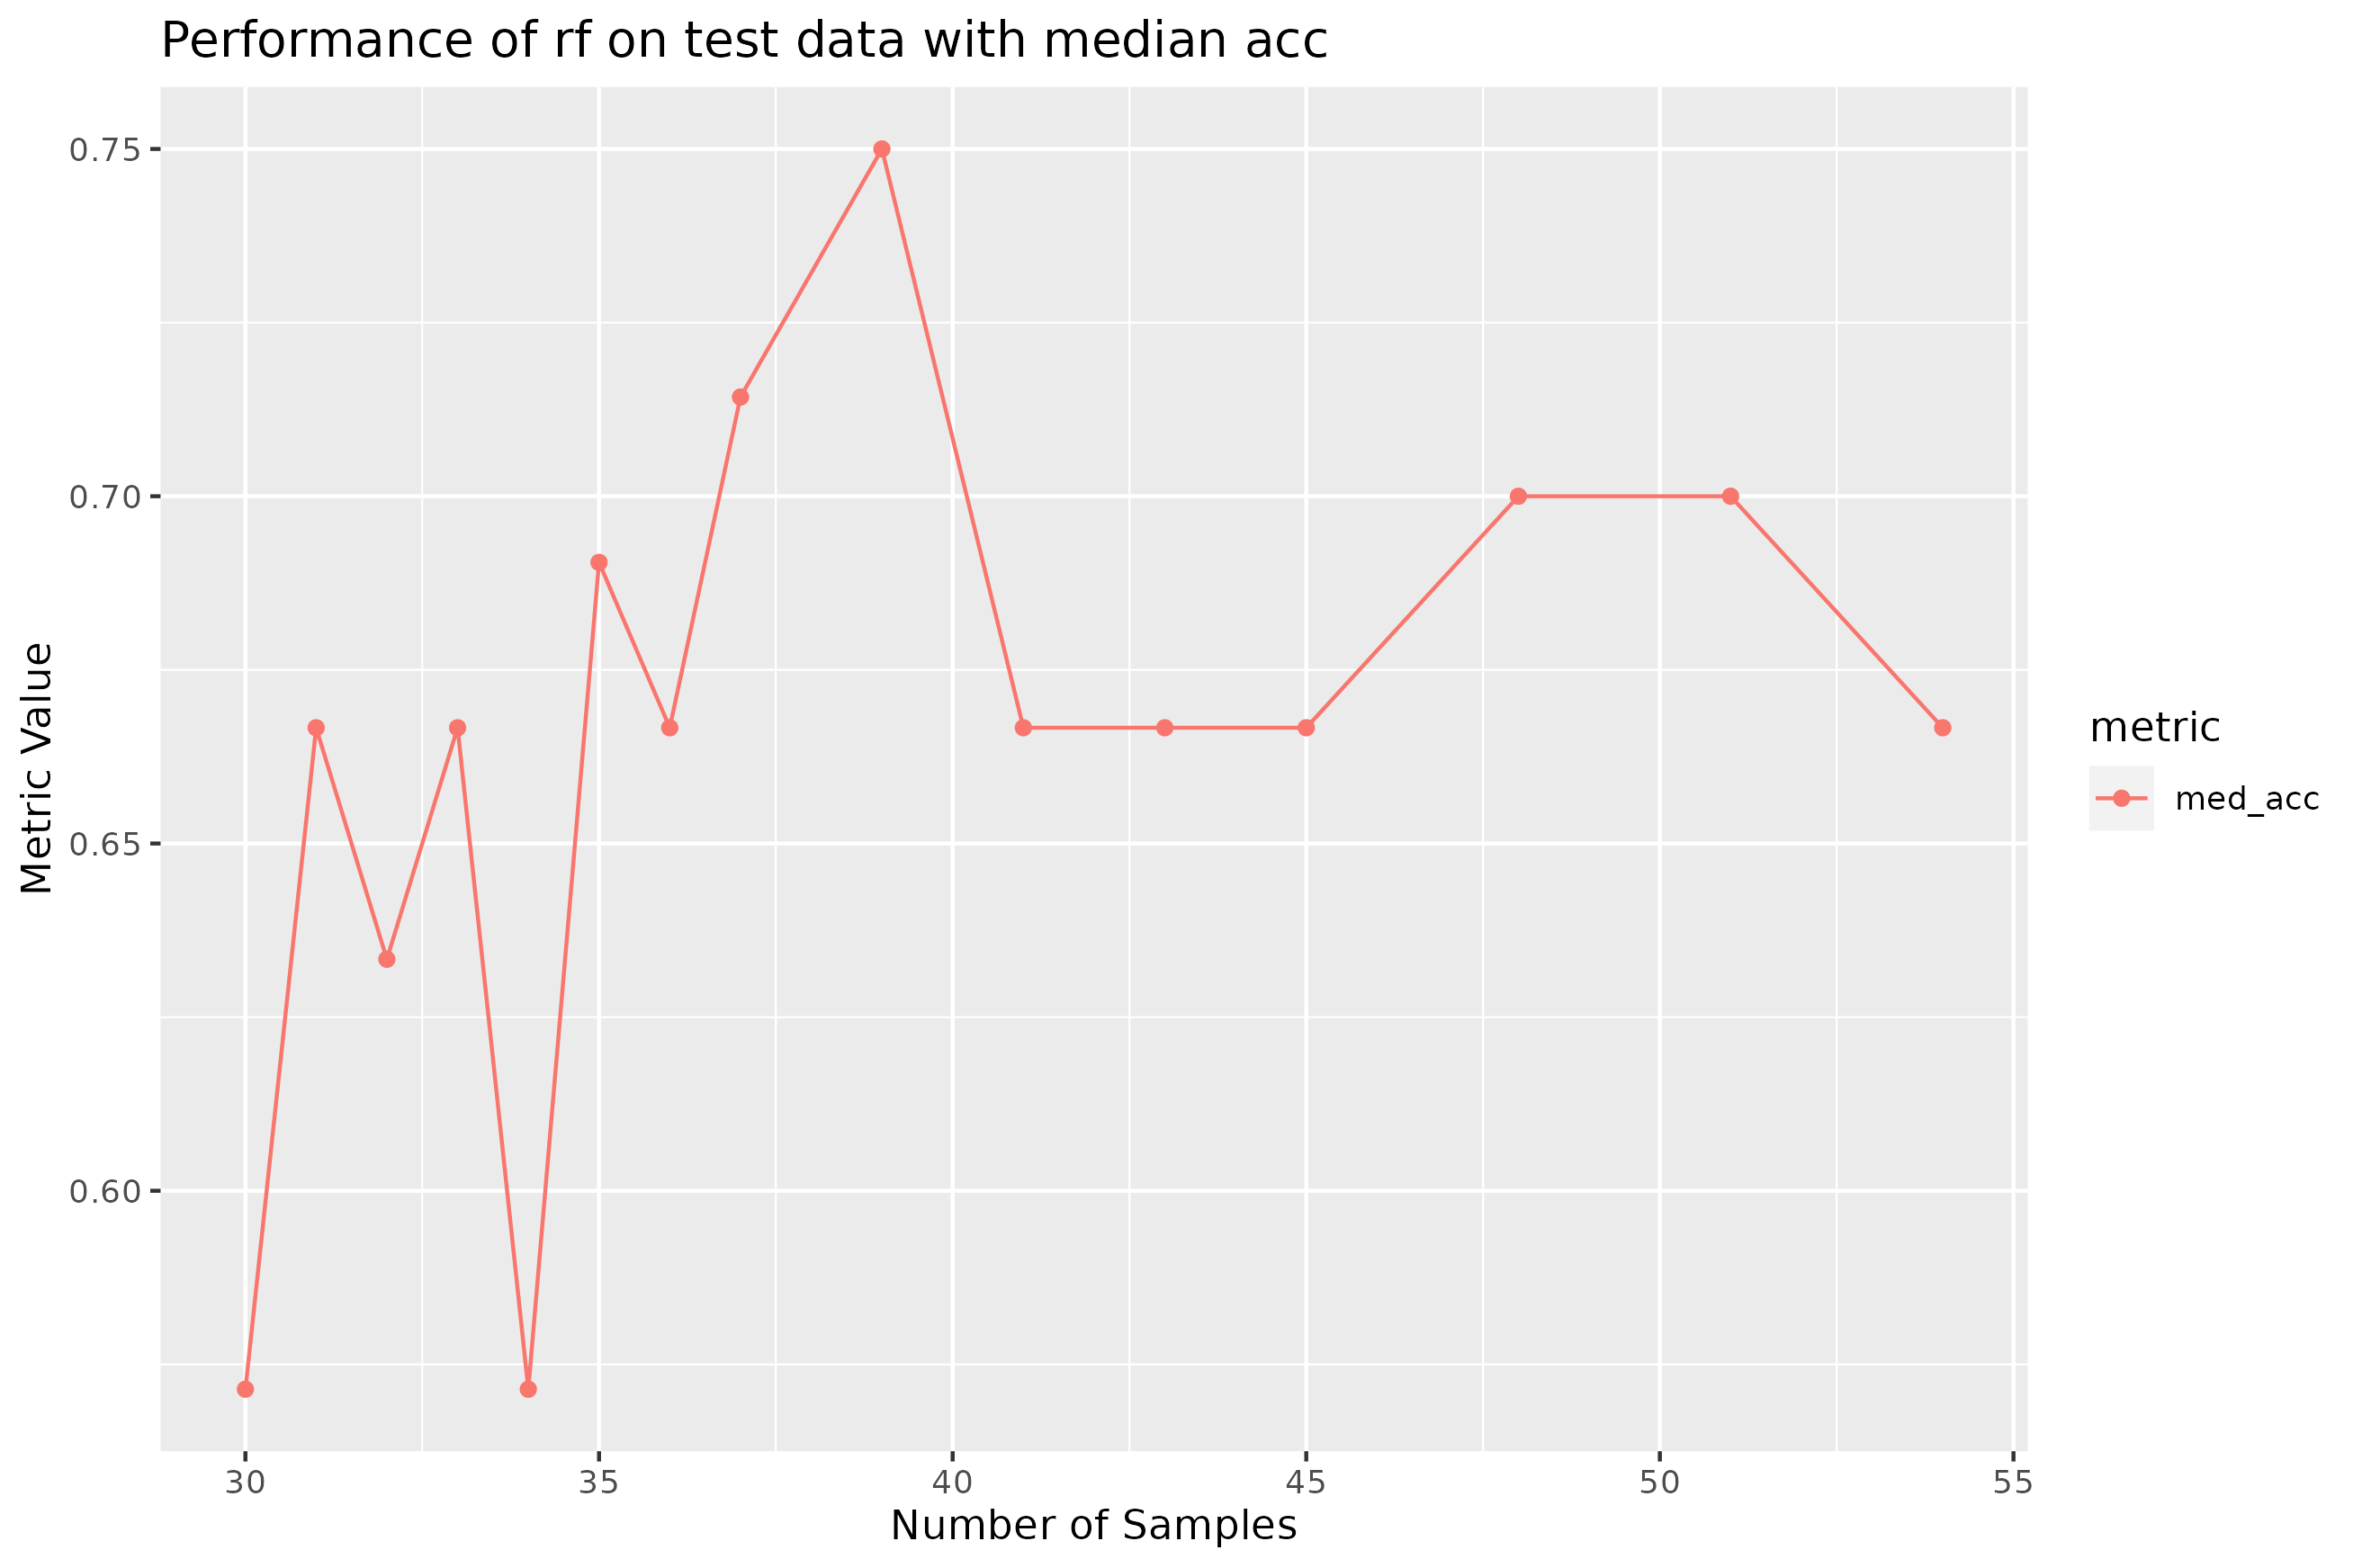 Performance of rf on test data with median acc
Metric Value
0.75
0.70
0.65
0.60
30 35 40 45 50 55
Number of Samples
metric
med_acc